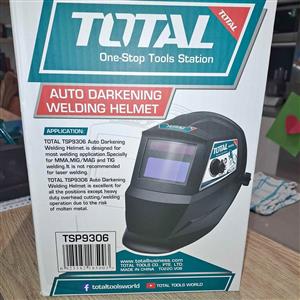 TOTAL
One-Stop Tools Station
TOTAL
AUTO DARKENING
WELDING HELMET
APPLICATION:
TOTAL TSP9306 Auto Darkening
Welding Helmet is designed for
most welding application.Specially
for MMA,MIG/MAG and TIG
welding.It is not recommended
for laser welding.
TOTAL TSP9306 Auto Darkening
Welding Helmet is excellent for
all the positions except heavy
duty overhead cutting/welding
operation due to the risk
of molten metal.
TSP9306
www.totalbusiness.com
TOTAL TOOLS CO., PTE. LTD.
MADE IN CHINA
totaltoolsworld
TOTAL TOOLS WORLD